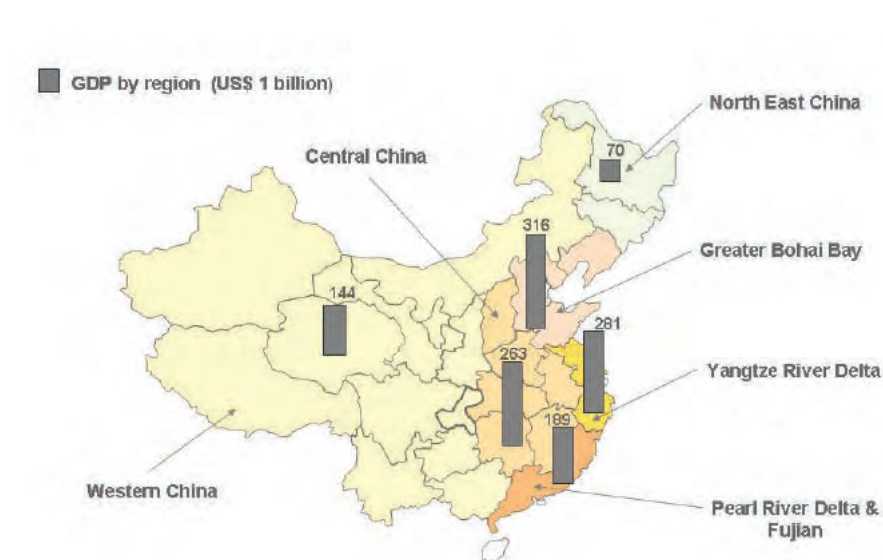 GDP by region (US$ 1 billion)
North East China
Central China
70
316
Greater Bohai Bay
144
281
263
Yangtze River Delta
189
Western China
Pearl River Delta &
Fujian